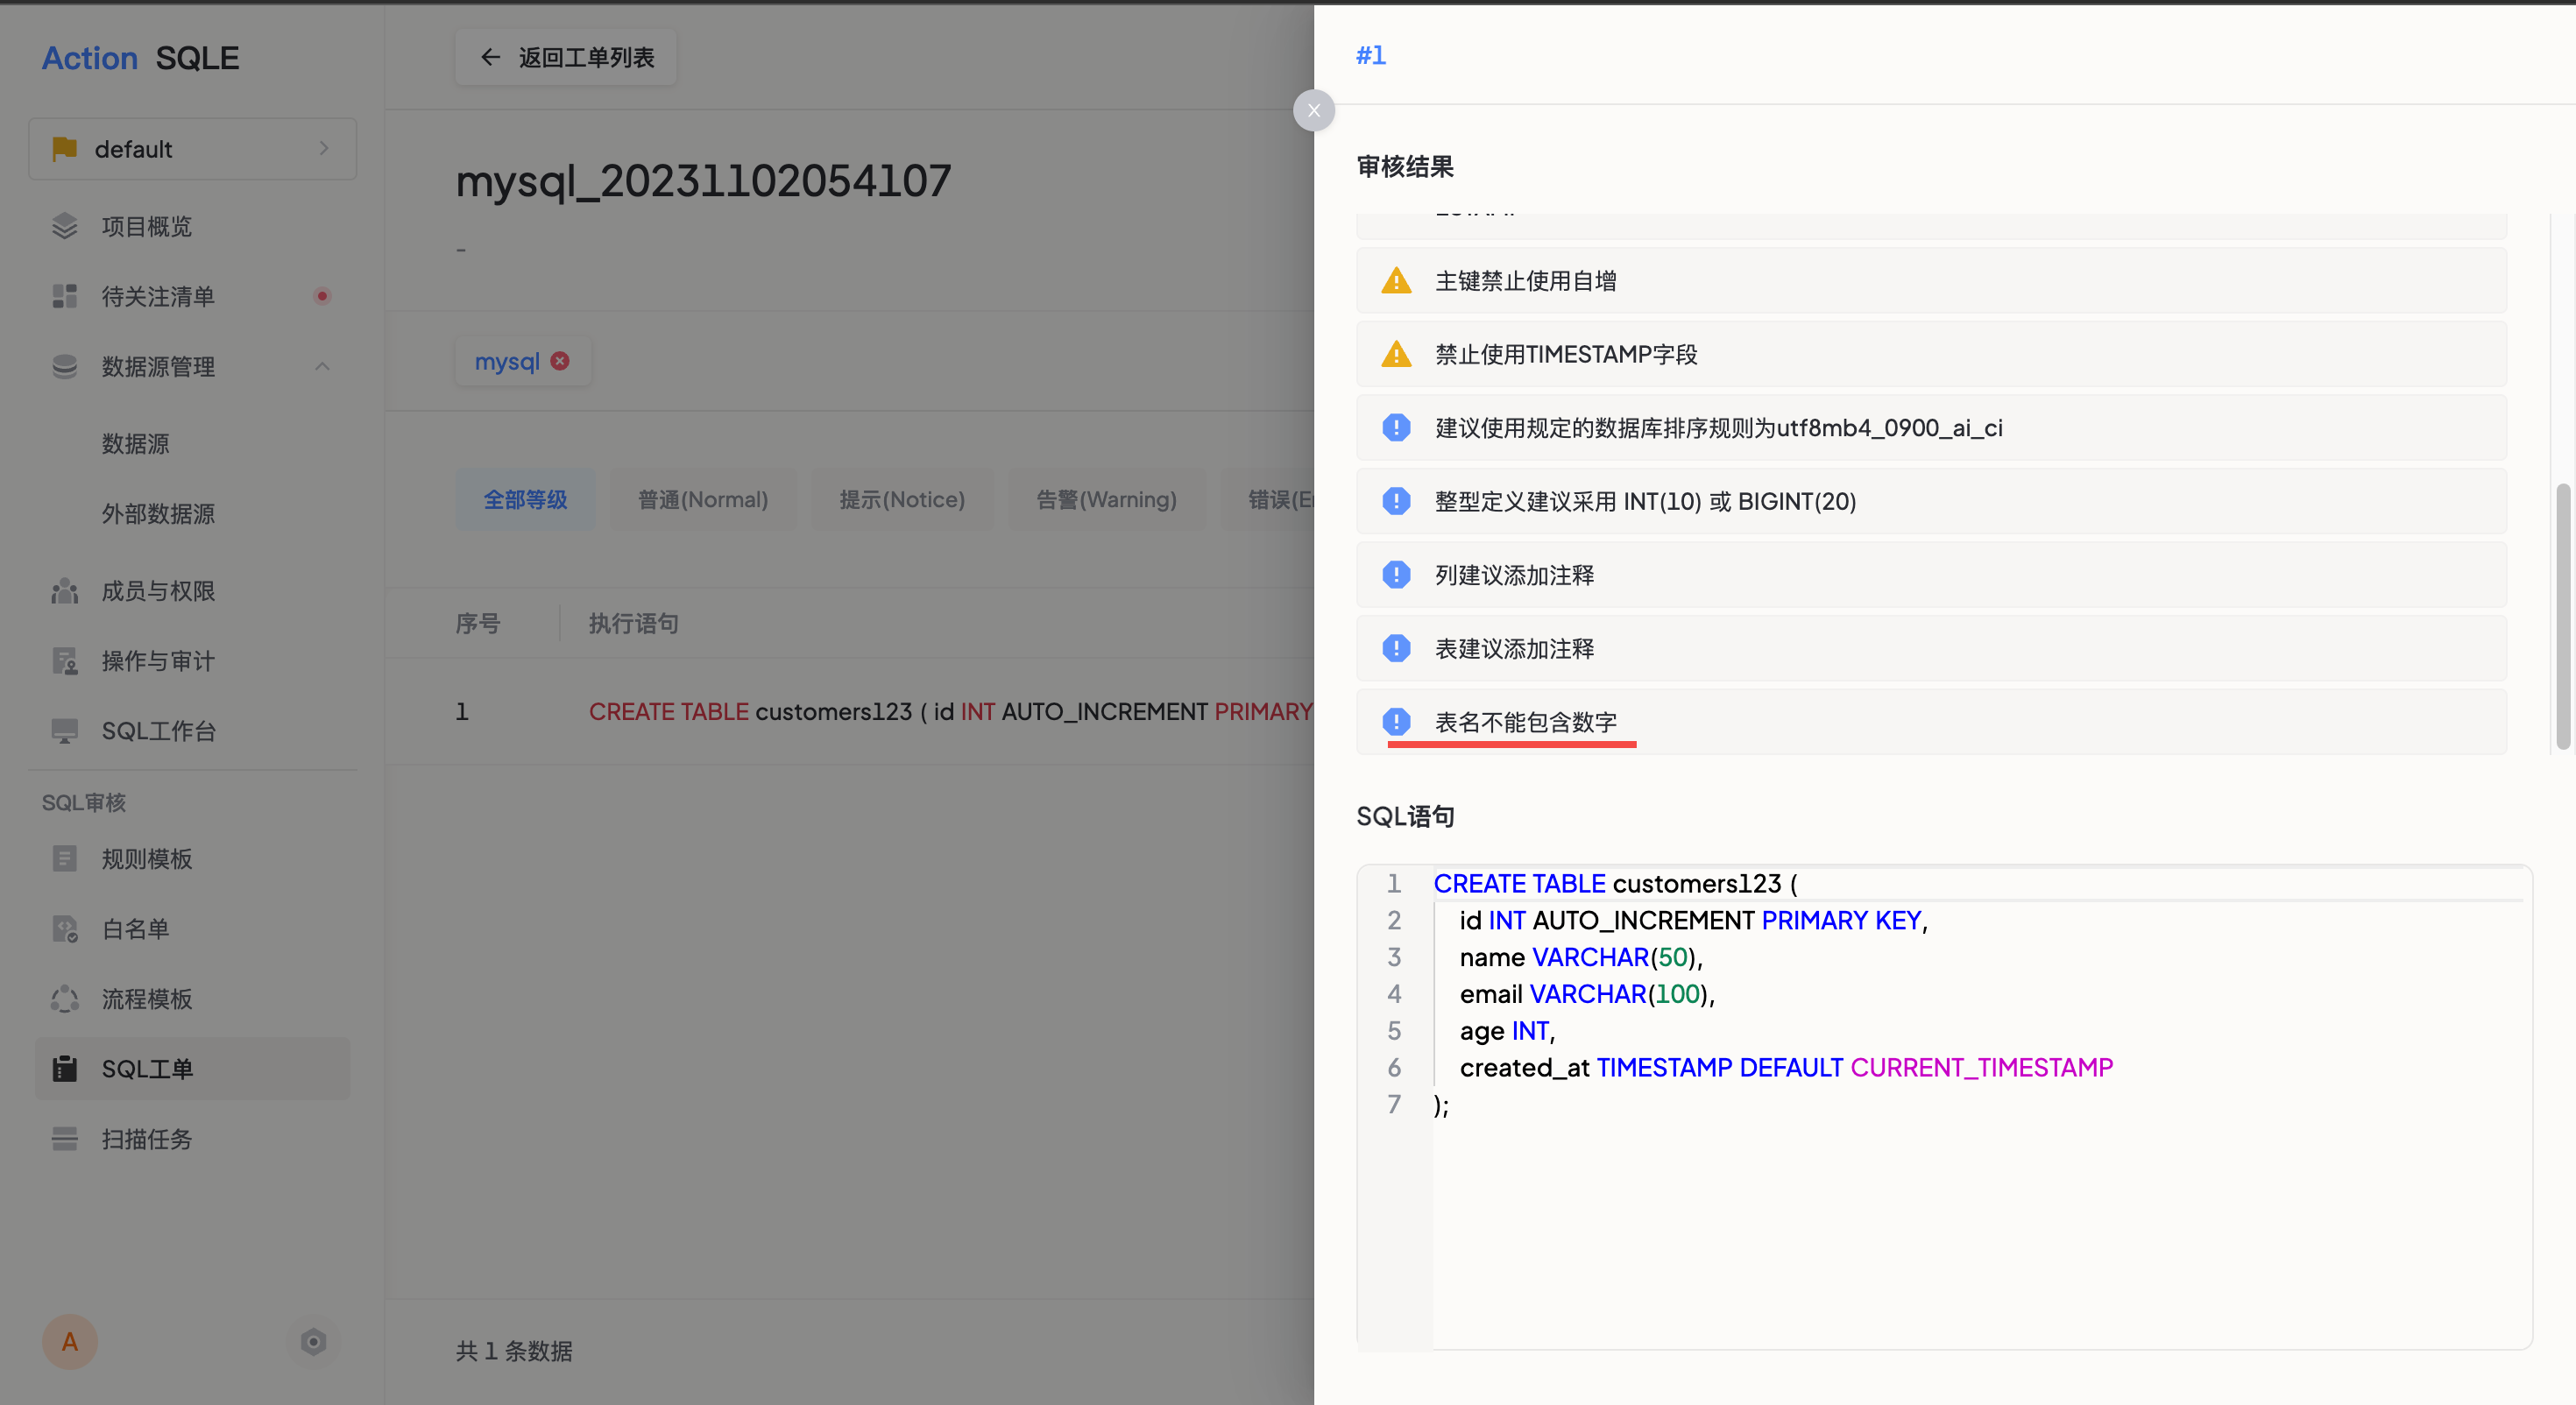 Action SQLE
default
项目概览
待关注清单
数据源管理
数据源
外部数据源
成员与权限
操作与审计
SQL工作台
SQL审核
规则模板
白名单
流程模板
SQL工单
扫描任务
A
返回工单列表
mysql_20231102054107
-
mysql
全部等级 普通(Normal) 提示(Notice) 告警(Warning) 错误(Er
序号 执行语句
1 CREATE TABLE customers123 ( id INT AUTO_INCREMENT PRIMARY
共 1 条数据
#1
审核结果
主键禁止使用自增
禁止使用TIMESTAMP字段
建议使用规定的数据库排序规则为utf8mb4_0900_ai_ci
整型定义建议采用 INT(10) 或 BIGINT(20)
列建议添加注释
表建议添加注释
表名不能包含数字
SQL语句
1 CREATE TABLE customers123 (
2 id INT AUTO_INCREMENT PRIMARY KEY,
3 name VARCHAR(50),
4 email VARCHAR(100),
5 age INT,
6 created_at TIMESTAMP DEFAULT CURRENT_TIMESTAMP
7 );